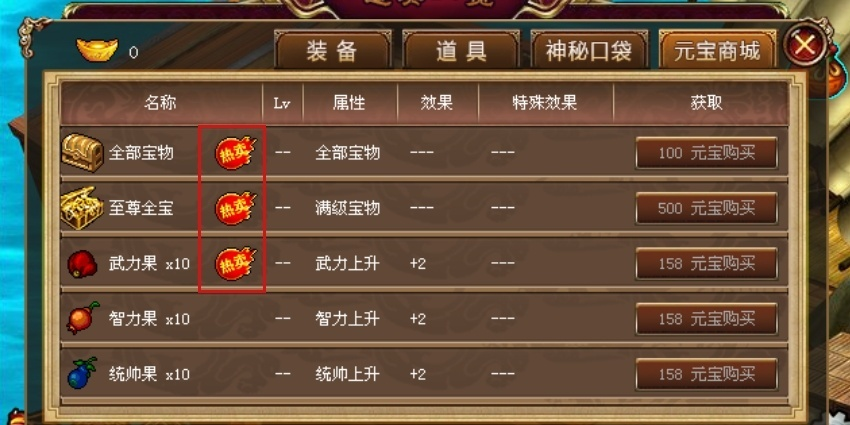 0 装备 道具 神秘口袋 元宝商城
名称 Lv 属性 效果 特殊效果 获取
全部宝物 热卖 -- 全部宝物 --- --- 100 元宝购买
至尊全宝 热卖 -- 满级宝物 --- --- 500 元宝购买
武力果 x10 热卖 -- 武力上升 +2 --- 158 元宝购买
智力果 x10 -- 智力上升 +2 --- 158 元宝购买
统帅果 x10 -- 统帅上升 +2 --- 158 元宝购买